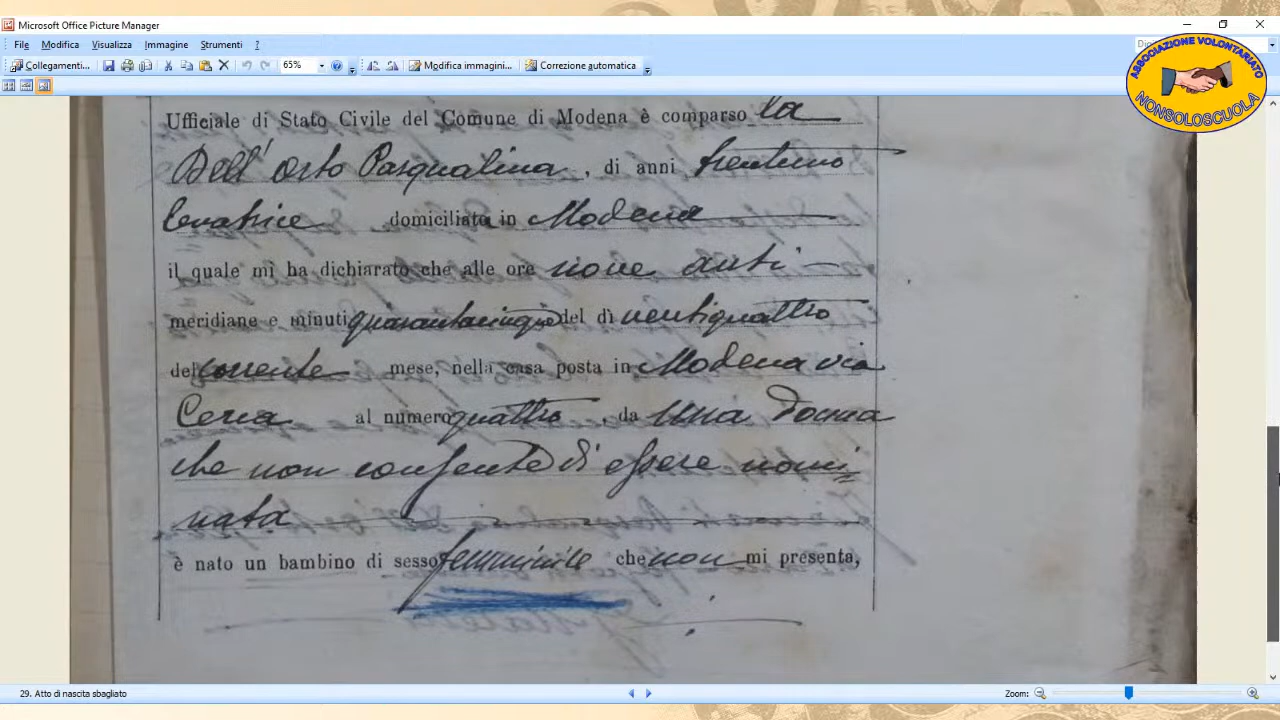 Microsoft Office Picture Manager
File Modifica Visualizza Immagine Strumenti ?
Collegamenti... 65% Modifica immagini... Correzione automatica
ASSOCIAZIONE VOLONTARIATO
NONSOLOSCUOLA
Ufficiale di Stato Civile del Comune di Modena è comparso la
Dell'Orto Pasqualina, di anni trentuno
levatrice domiciliata in Modena
il quale mi ha dichiarato che alle ore nove anti
meridiane e minuti quarantacinque del dì ventiquattro
del corrente mese, nella casa posta in Modena via
Cerca al numero quattro, da una donna
che non consente di essere nomi=
nata
è nato un bambino di sesso femminile che non mi presenta,
29. Atto di nascita sbagliato
Zoom: